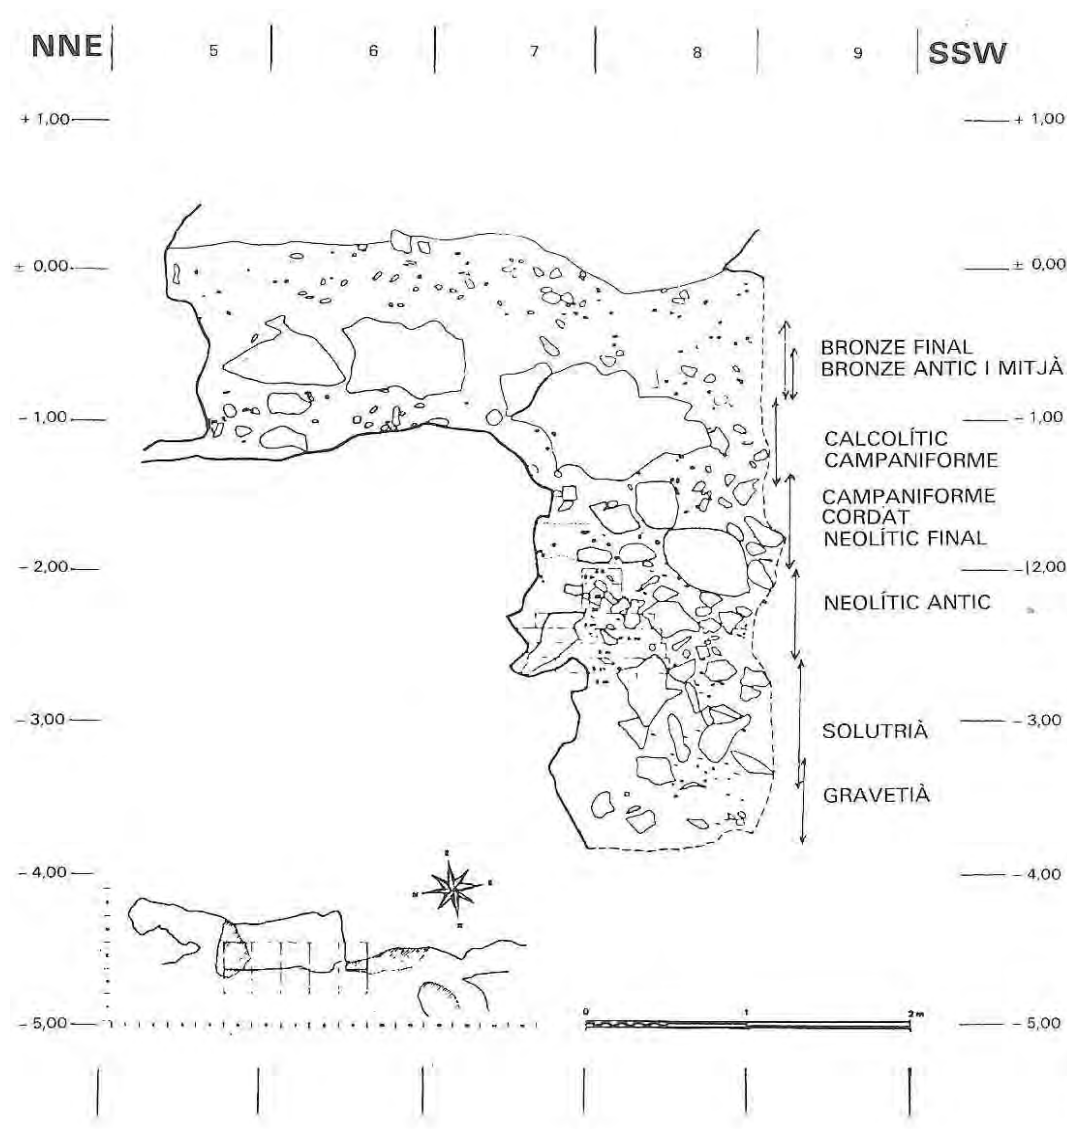 NNE 5 6 7 8 9 SSW
+ 1,00 + 1,00
± 0,00 ± 0,00
BRONZE FINAL
BRONZE ANTIC I MITJÀ
- 1,00 - 1,00
CALCOLÍTIC
CAMPANIFORME
CAMPANIFORME
CORDAT
NEOLÍTIC FINAL
- 2,00 - 2,00
NEOLÍTIC ANTIC
- 3,00 - 3,00
SOLUTRIÀ
GRAVETIÀ
- 4,00 - 4,00
0 1 2 m
- 5,00 - 5,00